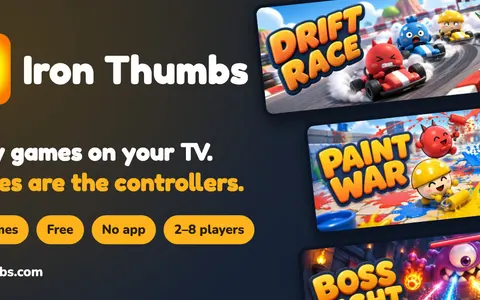 Iron Thumbs
y games on your TV.
es are the controllers.
mes
Free
No app
2–8 players
bs.com
DRIFT
RACE
PAINT
WAR
BOSS